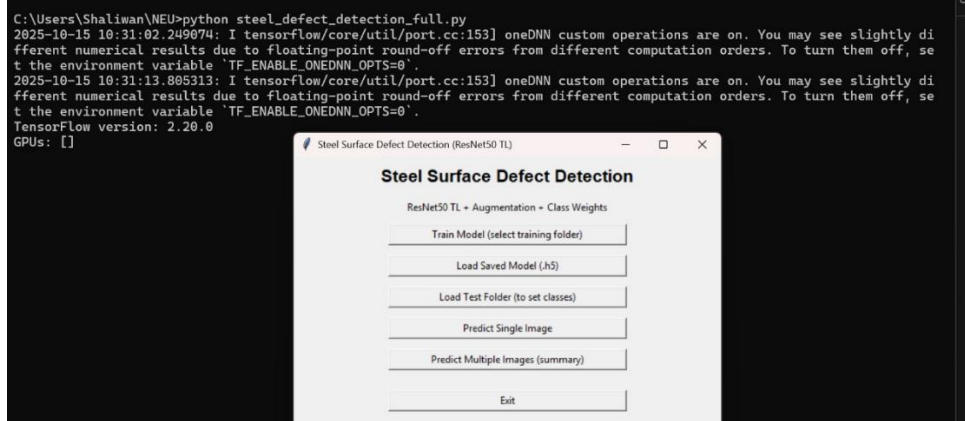 C:\Users\Shaliwan\NEU>python steel_defect_detection_full.py
2025-10-15 10:31:02.249074: I tensorflow/core/util/port.cc:153] oneDNN custom operations are on. You may see slightly di
fferent numerical results due to floating-point round-off errors from different computation orders. To turn them off, se
t the environment variable `TF_ENABLE_ONEDNN_OPTS=0`.
2025-10-15 10:31:13.805313: I tensorflow/core/util/port.cc:153] oneDNN custom operations are on. You may see slightly di
fferent numerical results due to floating-point round-off errors from different computation orders. To turn them off, se
t the environment variable `TF_ENABLE_ONEDNN_OPTS=0`.
TensorFlow version: 2.20.0
GPUs: []
Steel Surface Defect Detection (ResNet50 TL)
Steel Surface Defect Detection
ResNet50 TL + Augmentation + Class Weights
Train Model (select training folder)
Load Saved Model (.h5)
Load Test Folder (to set classes)
Predict Single Image
Predict Multiple Images (summary)
Exit